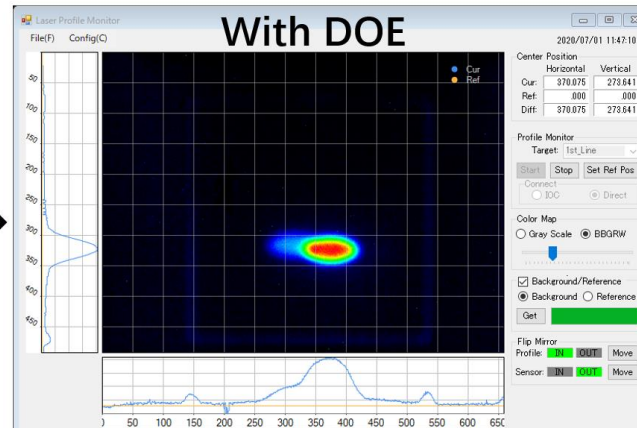 Laser Profile Monitor
With DOE
File(F) Config(C)
2020/07/01 11:47:10
Cur
Ref
Center Position
Horizontal Vertical
Cur: 370.075 273.641
Ref: .000 .000
Diff: 370.075 273.641
Profile Monitor
Target: 1st_Line
Start Stop Set Ref Pos
Connect
IOC Direct
Color Map
Gray Scale BBGRW
Background/Reference
Background Reference
Get
Flip Mirror
Profile: IN OUT Move
Sensor: IN OUT Move
50
100
150
200
250
300
350
400
450
50 100 150 200 250 300 350 400 450 500 550 600